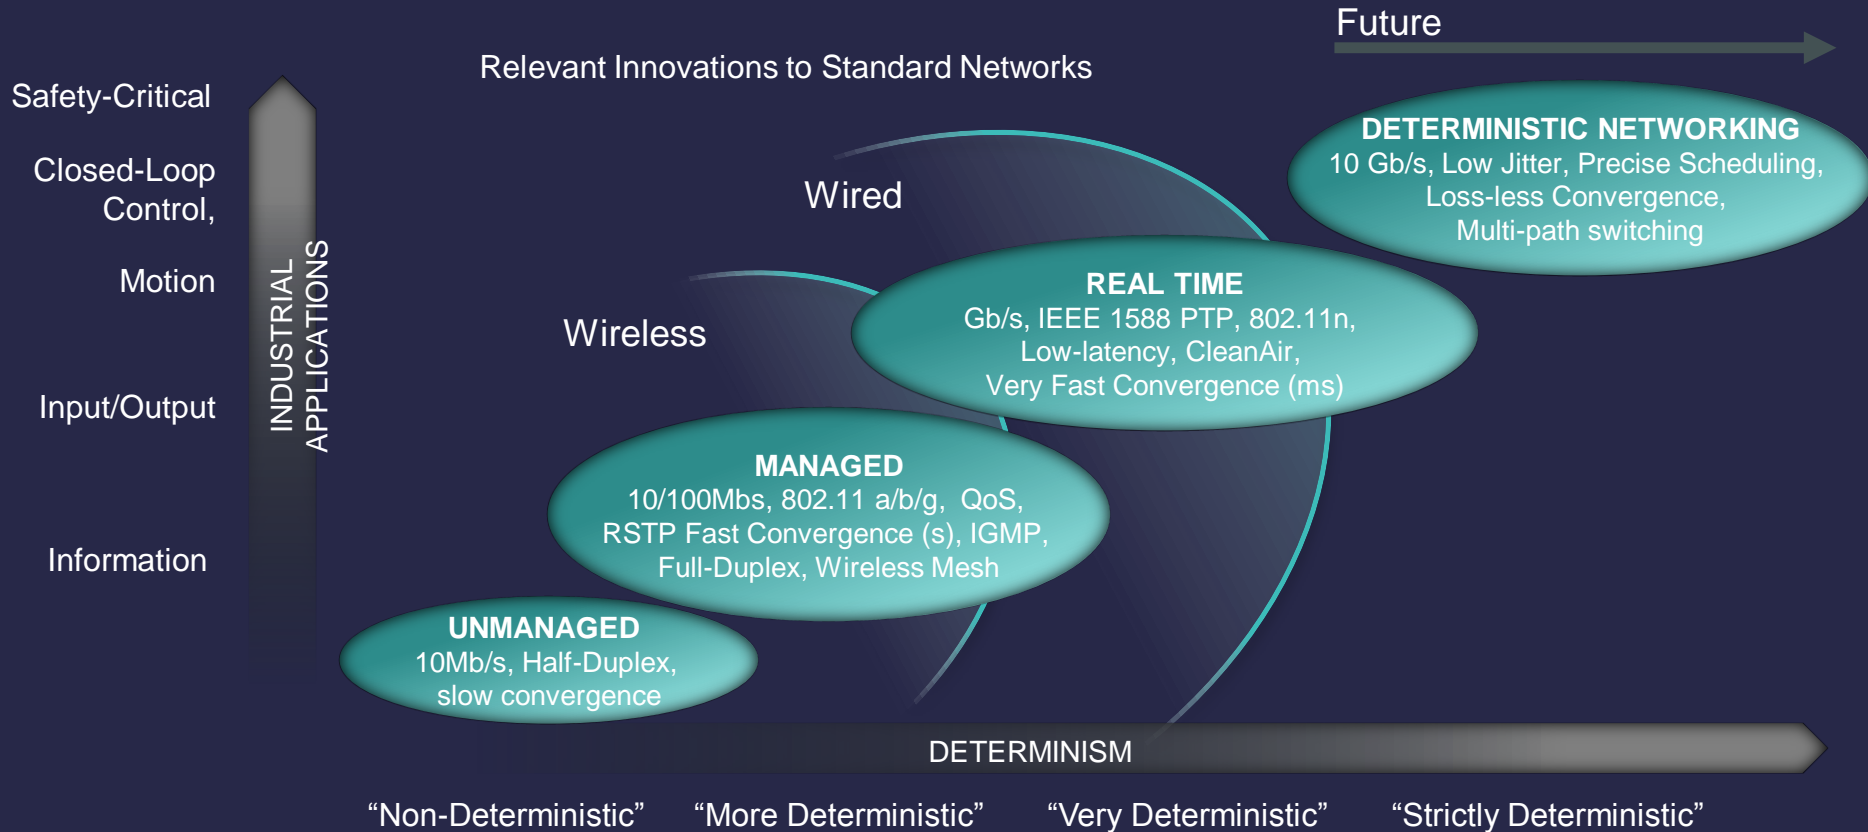 Future
Relevant Innovations to Standard Networks
Safety-Critical
Closed-Loop
Control,
Motion
Input/Output
Information
INDUSTRIAL
APPLICATIONS
Wired
Wireless
DETERMINISTIC NETWORKING
10 Gb/s, Low Jitter, Precise Scheduling,
Loss-less Convergence,
Multi-path switching
REAL TIME
Gb/s, IEEE 1588 PTP, 802.11n,
Low-latency, CleanAir,
Very Fast Convergence (ms)
MANAGED
10/100Mbs, 802.11 a/b/g, QoS,
RSTP Fast Convergence (s), IGMP,
Full-Duplex, Wireless Mesh
UNMANAGED
10Mb/s, Half-Duplex,
slow convergence
DETERMINISM
“Non-Deterministic”
“More Deterministic”
“Very Deterministic”
“Strictly Deterministic”